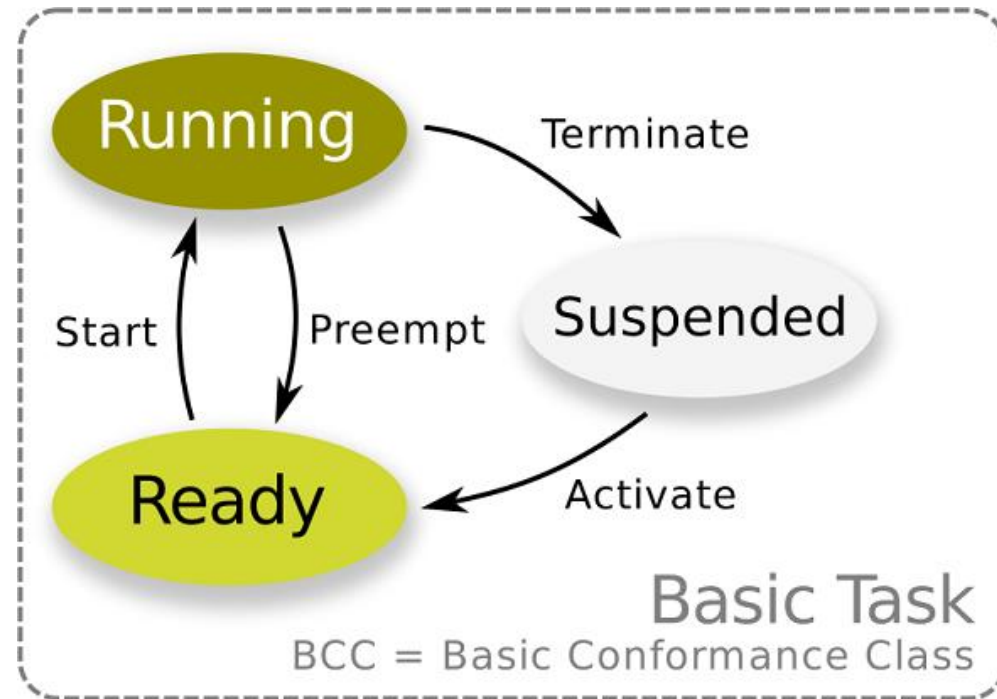 Running
Terminate
Start
Preempt
Suspended
Ready
Activate
Basic Task
BCC = Basic Conformance Class